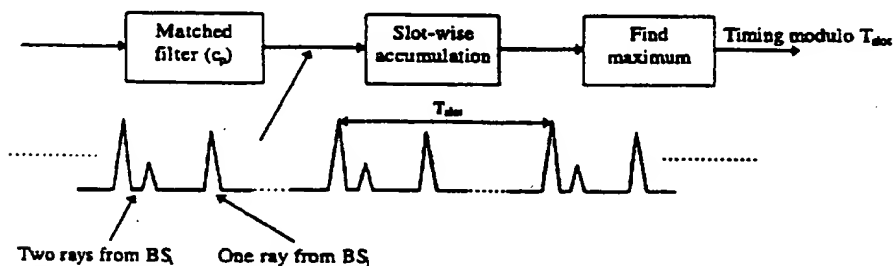 Matched
filter (cp)
Slot-wise
accumulation
Find
maximum
Timing modulo Tslot
Tslot
Two rays from BSi
One ray from BSj